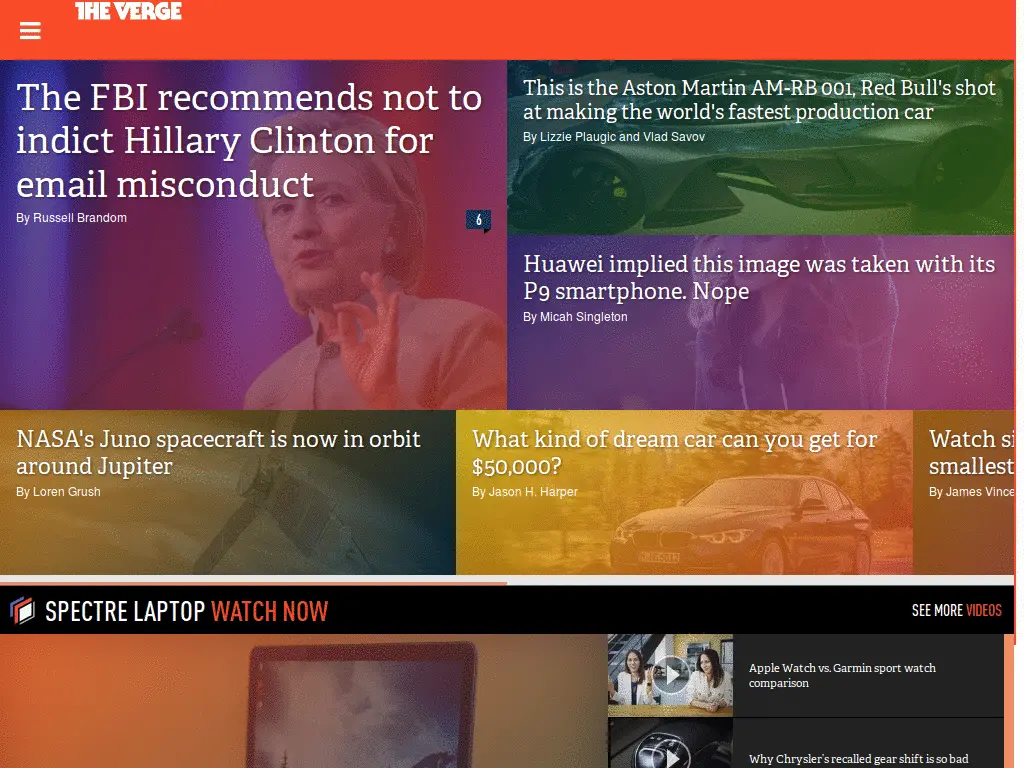 THE VERGE
The FBI recommends not to
indict Hillary Clinton for
email misconduct
By Russell Brandom
6
This is the Aston Martin AM-RB 001, Red Bull's shot
at making the world's fastest production car
By Lizzie Plaugic and Vlad Savov
Huawei implied this image was taken with its
P9 smartphone. Nope
By Micah Singleton
NASA's Juno spacecraft is now in orbit
around Jupiter
By Loren Grush
What kind of dream car can you get for
$50,000?
By Jason H. Harper
Watch si
smallest
By James Vince
SPECTRE LAPTOP WATCH NOW
SEE MORE VIDEOS
Apple Watch vs. Garmin sport watch
comparison
Why Chrysler's recalled gear shift is so bad